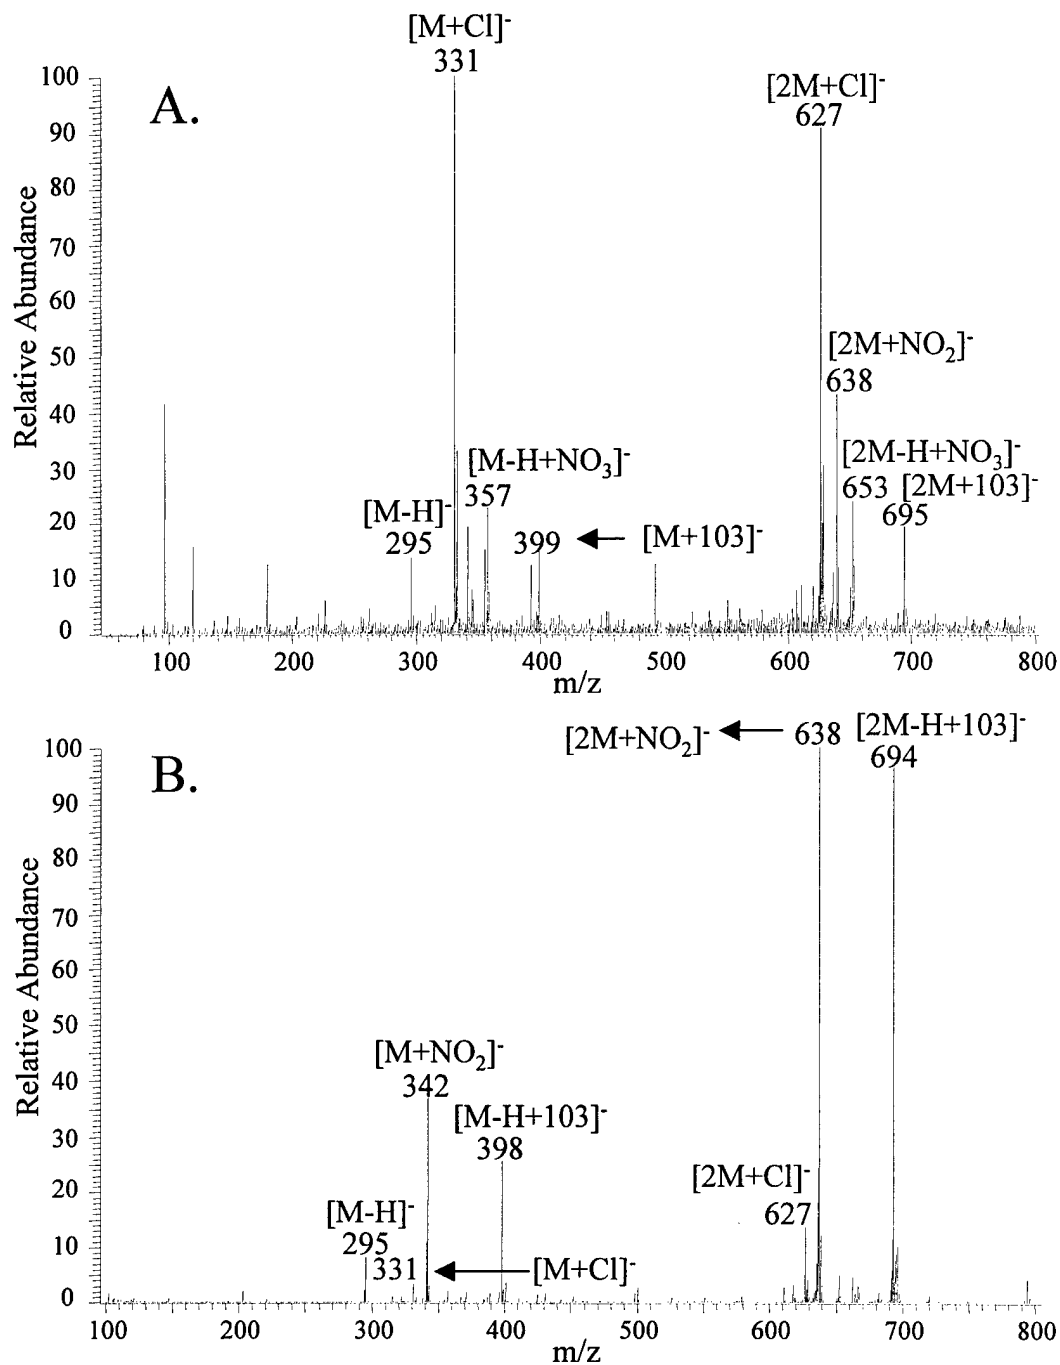 [M+Cl]-
331
[2M+Cl]-
627
A.
100
90
80
70
60
50
40
30
20
10
0
Relative Abundance
[2M+NO2]-
638
[M-H+NO3]-
357
[2M-H+NO3]-
653
[2M+103]-
695
[M-H]-
295
399
[M+103]-
100 200 300 400 500 600 700 800
m/z
[2M+NO2]-
638
[2M-H+103]-
694
B.
100
90
80
70
60
50
40
30
20
10
0
Relative Abundance
[M+NO2]-
342
[M-H+103]-
398
[2M+Cl]-
627
[M-H]-
295
331
[M+Cl]-
100 200 300 400 500 600 700 800
m/z